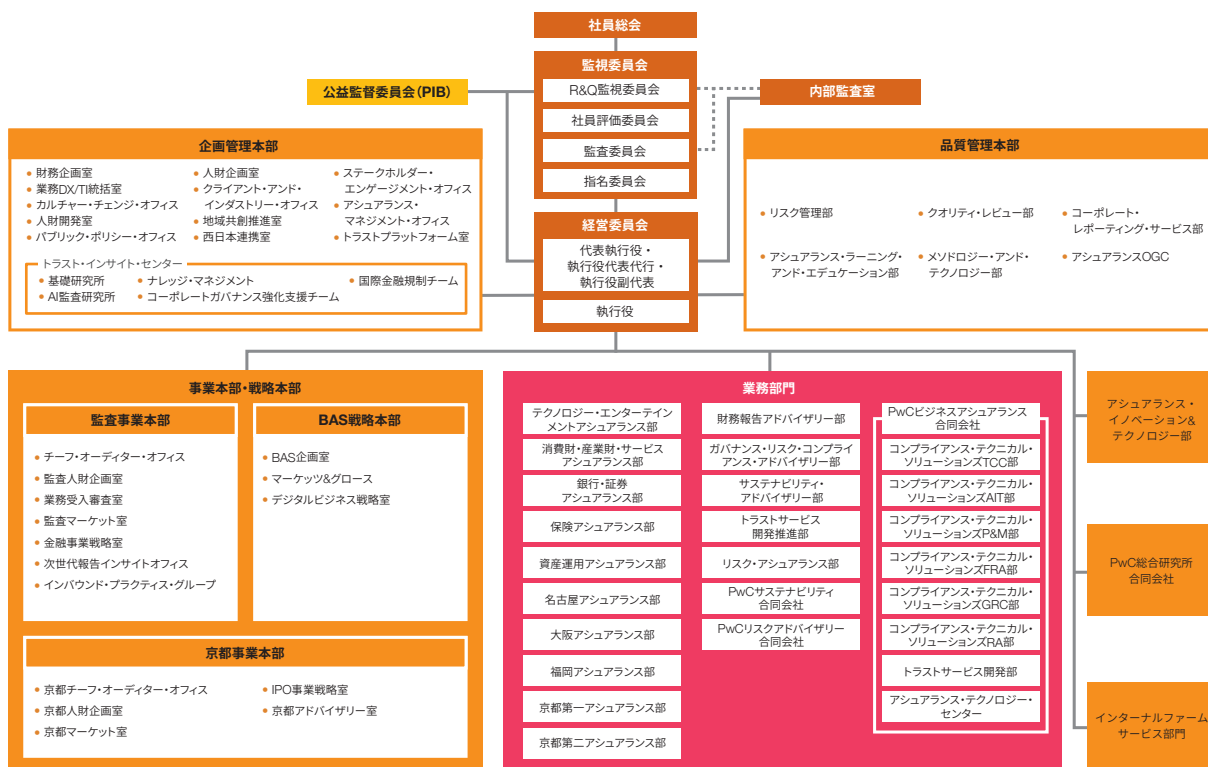 社員総会
監視委員会
R&Q監視委員会
社員評価委員会
監査委員会
指名委員会
公益監督委員会(PIB)
内部監査室
経営委員会
代表執行役・
執行役代表代行・
執行役副代表
執行役
企画管理本部
● 財務企画室
● 業務DX/TI統括室
● カルチャー・チェンジ・オフィス
● 人財開発室
● パブリック・ポリシー・オフィス
● 人財企画室
● クライアント・アンド・
インダストリー・オフィス
● 地域共創推進室
● 西日本連携室
● ステークホルダー・
エンゲージメント・オフィス
● アシュアランス・
マネジメント・オフィス
● トラストプラットフォーム室
トラスト・インサイト・センター
● 基礎研究所
● AI監査研究所
● ナレッジ・マネジメント
● コーポレートガバナンス強化支援チーム
● 国際金融規制チーム
品質管理本部
● リスク管理部
● クオリティ・レビュー部
● コーポレート・
レポーティング・サービス部
● アシュアランス・ラーニング・
アンド・エデュケーション部
● メソドロジー・アンド・
テクノロジー部
● アシュアランスOGC
事業本部・戦略本部
監査事業本部
● チーフ・オーディター・オフィス
● 監査人財企画室
● 業務受入審査室
● 監査マーケット室
● 金融事業戦略室
● 次世代報告インサイトオフィス
● インバウンド・プラクティス・グループ
BAS戦略本部
● BAS企画室
● マーケッツ&グロース
● デジタルビジネス戦略室
京都事業本部
● 京都チーフ・オーディター・オフィス
● 京都人財企画室
● 京都マーケット室
● IPO事業戦略室
● 京都アドバイザリー室
業務部門
テクノロジー・エンターテイン
メントアシュアランス部
消費財・産業財・サービス
アシュアランス部
銀行・証券
アシュアランス部
保険アシュアランス部
資産運用アシュアランス部
名古屋アシュアランス部
大阪アシュアランス部
福岡アシュアランス部
京都第一アシュアランス部
京都第二アシュアランス部
財務報告アドバイザリー部
ガバナンス・リスク・コンプライ
アンス・アドバイザリー部
サステナビリティ・
アドバイザリー部
トラストサービス
開発推進部
リスク・アシュアランス部
PwCサステナビリティ
合同会社
PwCリスクアドバイザリー
合同会社
PwCビジネスアシュアランス
合同会社
コンプライアンス・テクニカル・
ソリューションズTCC部
コンプライアンス・テクニカル・
ソリューションズAIT部
コンプライアンス・テクニカル・
ソリューションズP&M部
コンプライアンス・テクニカル・
ソリューションズFRA部
コンプライアンス・テクニカル・
ソリューションズGRC部
コンプライアンス・テクニカル・
ソリューションズRA部
トラストサービス開発部
アシュアランス・テクノロジー・
センター
アシュアランス・
イノベーション&
テクノロジー部
PwC総合研究所
合同会社
インターナルファーム
サービス部門